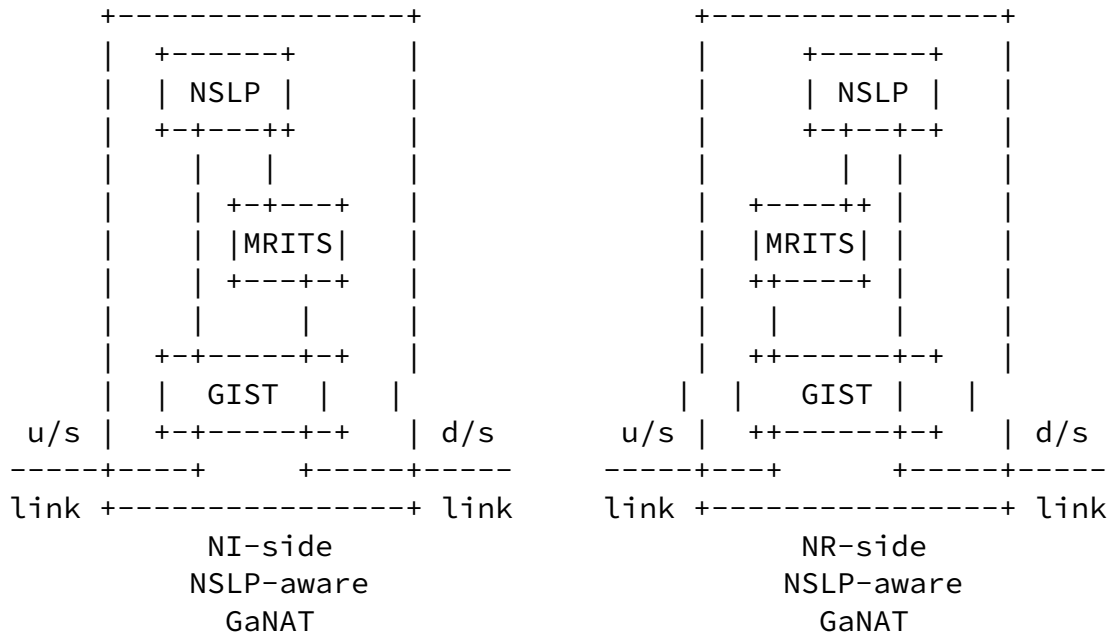 NSLP NSLP
MRITS MRITS
GIST GIST
u/s d/s u/s d/s
link link link link
NI-side NR-side
NSLP-aware NSLP-aware
GaNAT GaNAT